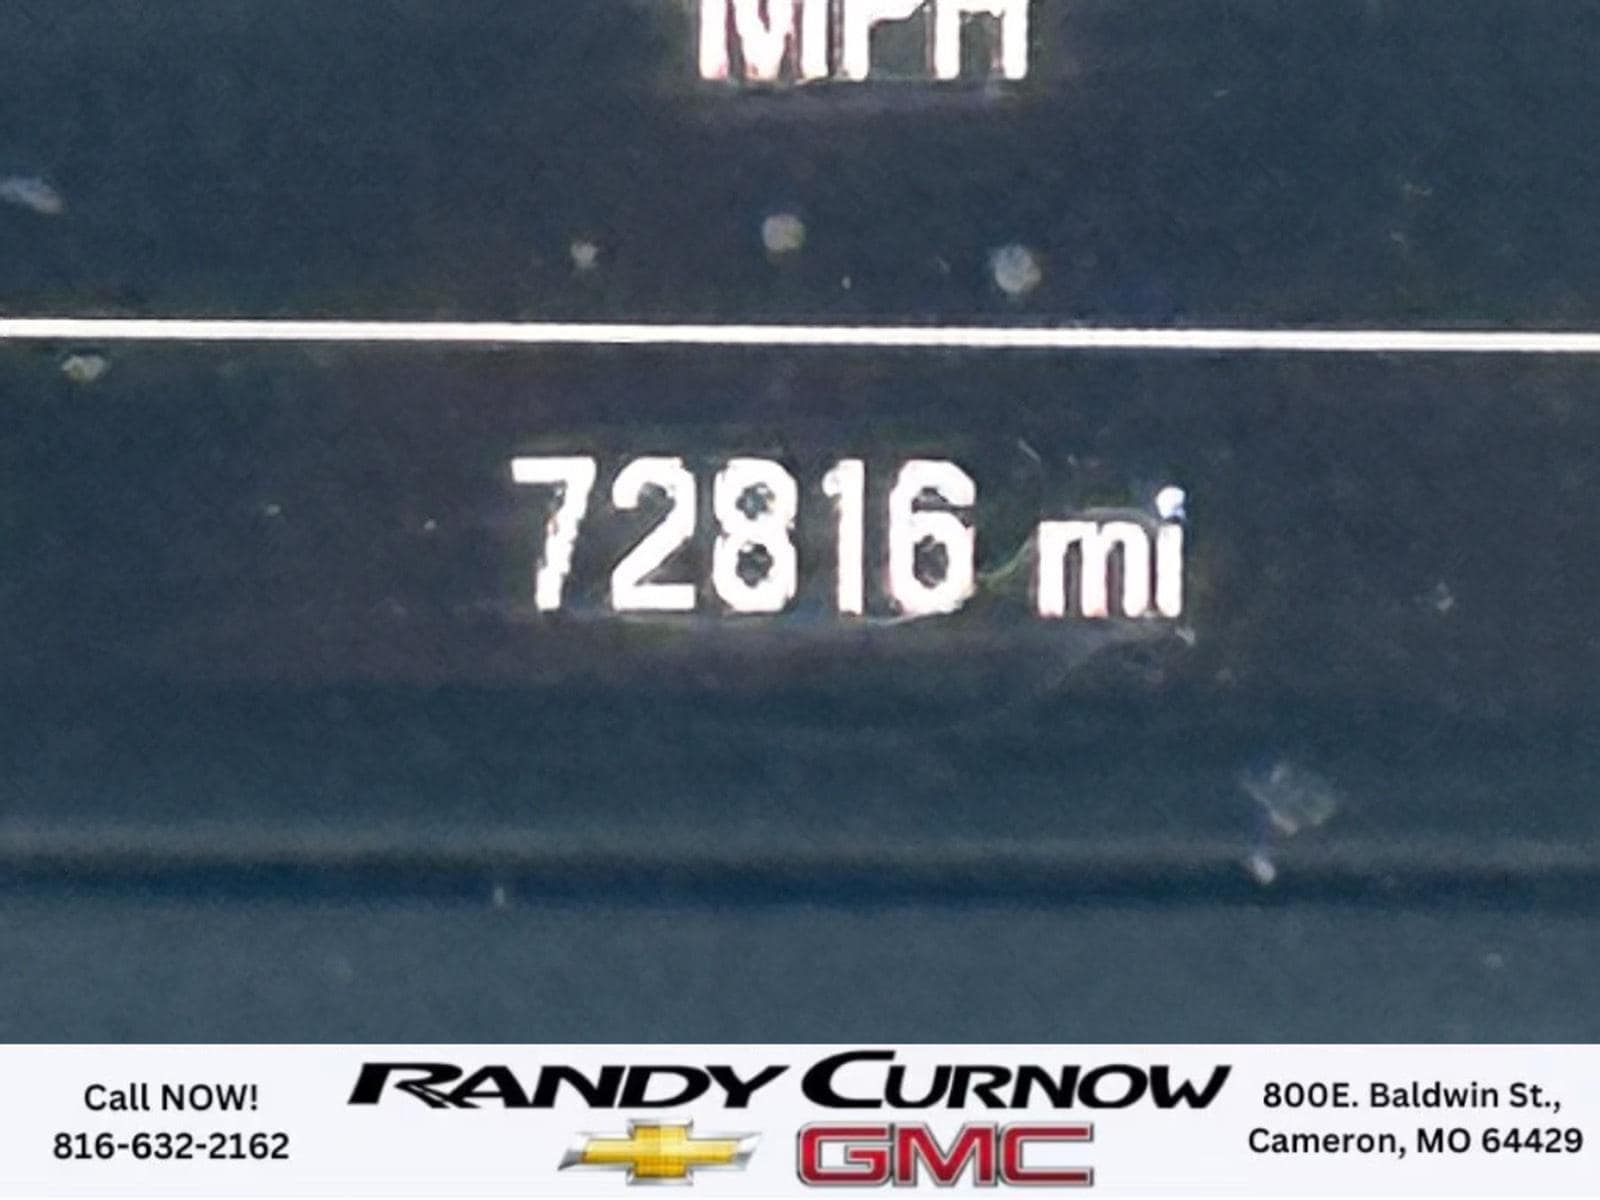 MPH
72816 mi
Call NOW!
816-632-2162
RANDY CURNOW
GMC
800E. Baldwin St.,
Cameron, MO 64429